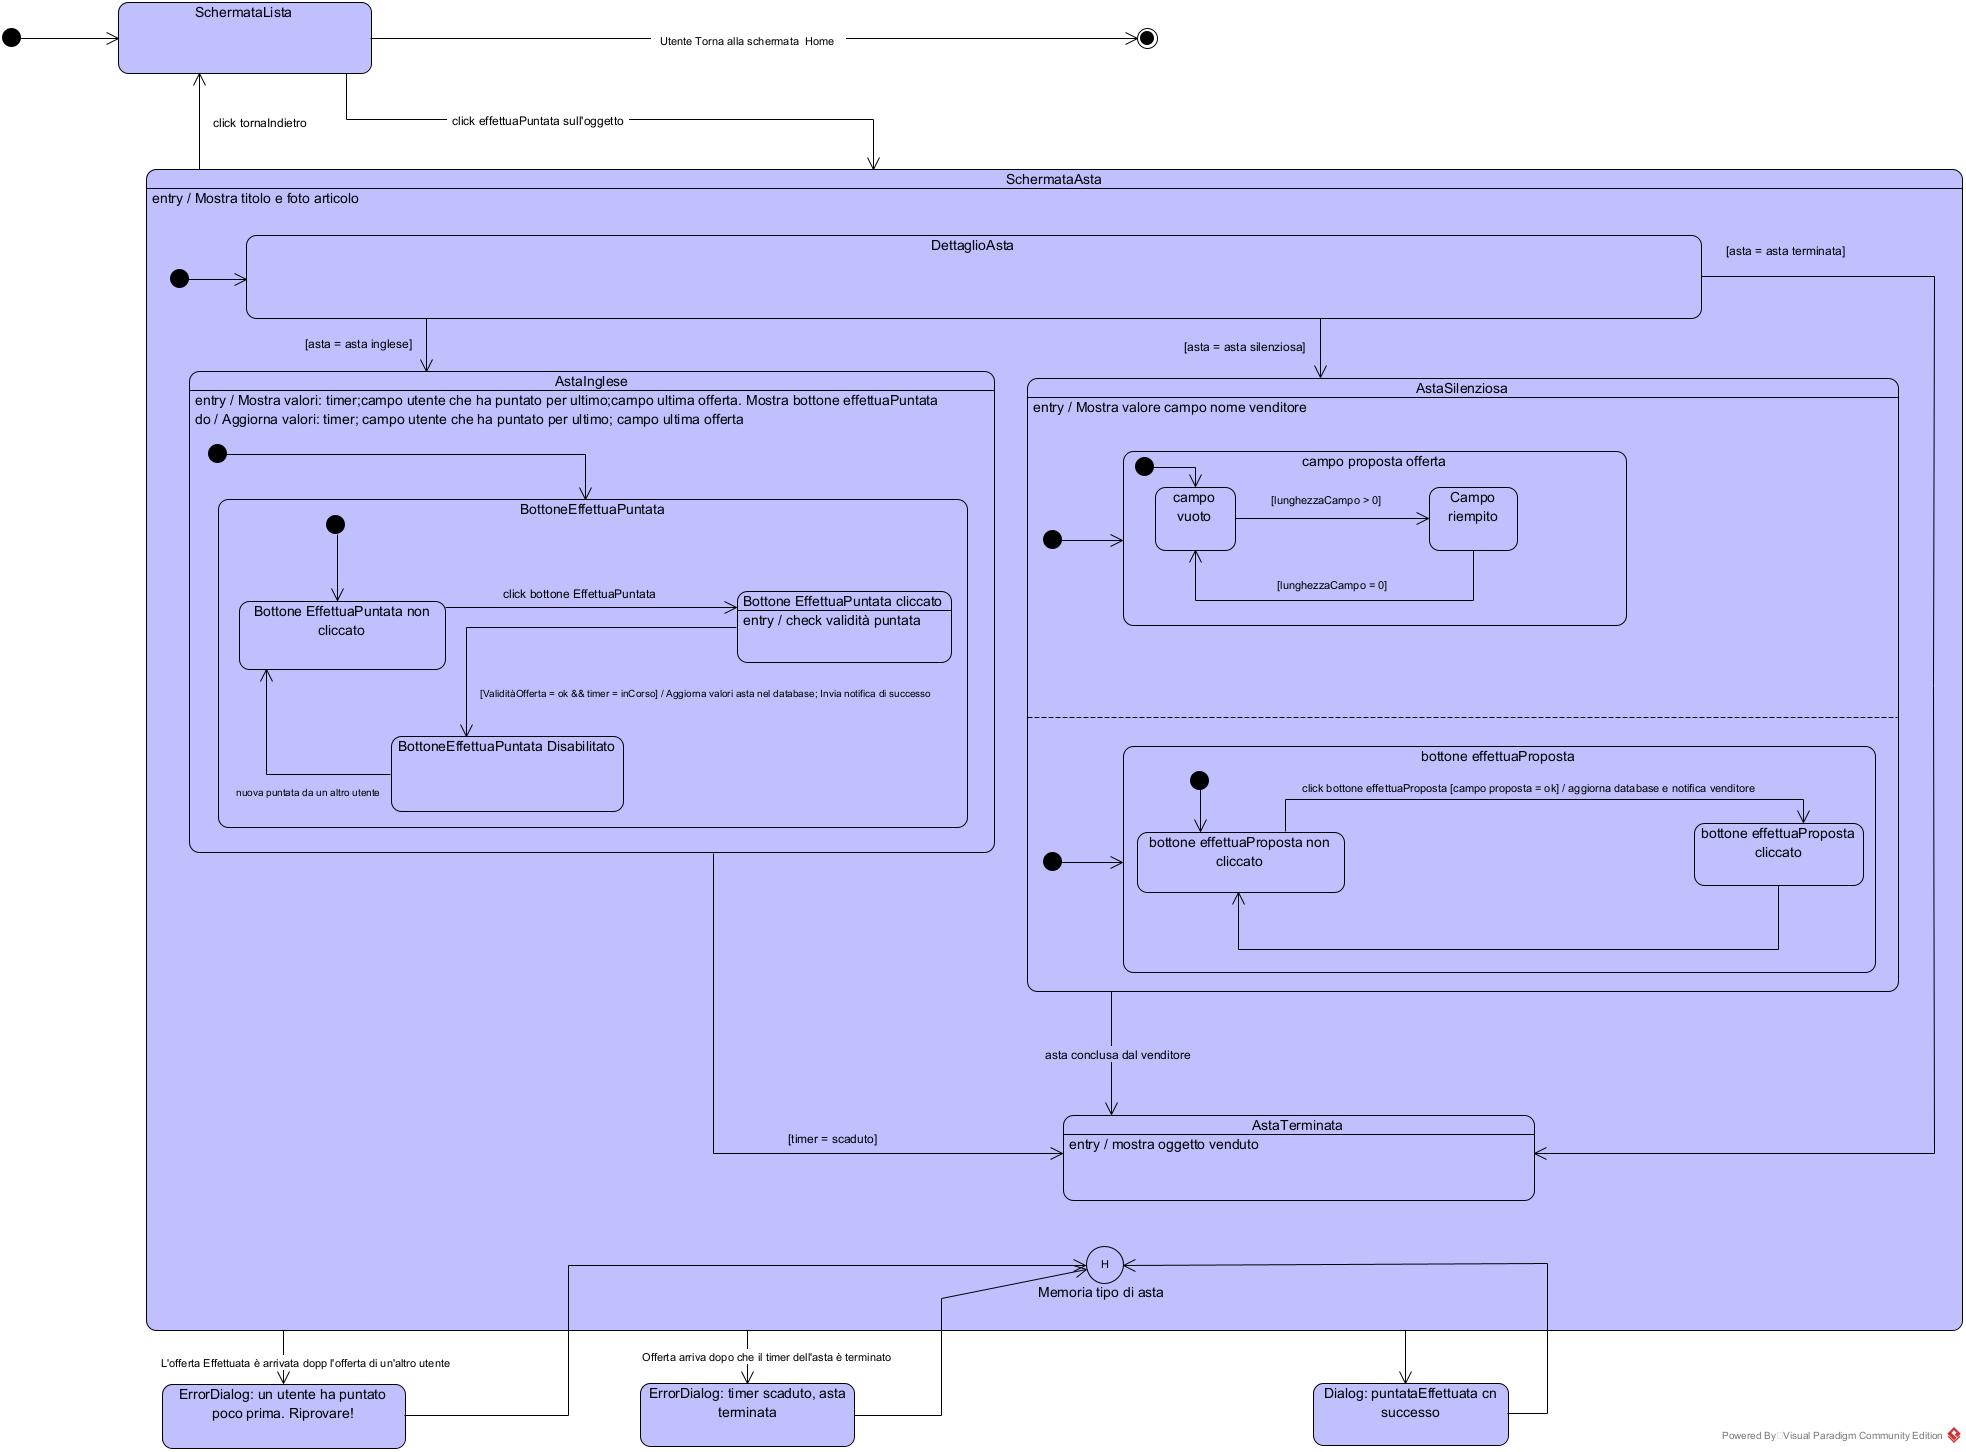 SchermataLista
Utente Torna alla schermata Home
click tornaIndietro
click effettuaPuntata sull'oggetto
SchermataAsta
entry / Mostra titolo e foto articolo
DettaglioAsta
[asta = asta terminata]
[asta = asta inglese]
[asta = asta silenziosa]
AstaInglese
entry / Mostra valori: timer;campo utente che ha puntato per ultimo;campo ultima offerta. Mostra bottone effettuaPuntata
do / Aggiorna valori: timer; campo utente che ha puntato per ultimo; campo ultima offerta
BottoneEffettuaPuntata
Bottone EffettuaPuntata non
cliccato
click bottone EffettuaPuntata
Bottone EffettuaPuntata cliccato
entry / check validità puntata
[ValiditàOfferta = ok && timer = inCorso] / Aggiorna valori asta nel database; Invia notifica di successo
BottoneEffettuaPuntata Disabilitato
nuova puntata da un altro utente
AstaSilenziosa
entry / Mostra valore campo nome venditore
campo proposta offerta
campo
vuoto
[lunghezzaCampo > 0]
Campo
riempito
[lunghezzaCampo = 0]
bottone effettuaProposta
click bottone effettuaProposta [campo proposta = ok] / aggiorna database e notifica venditore
bottone effettuaProposta non
cliccato
bottone effettuaProposta
cliccato
asta conclusa dal venditore
[timer = scaduto]
AstaTerminata
entry / mostra oggetto venduto
H
Memoria tipo di asta
L'offerta Effettuata è arrivata dopp l'offerta di un'altro utente
Offerta arriva dopo che il timer dell'asta è terminato
ErrorDialog: un utente ha puntato
poco prima. Riprovare!
ErrorDialog: timer scaduto, asta
terminata
Dialog: puntataEffettuata cn
successo
Powered By Visual Paradigm Community Edition